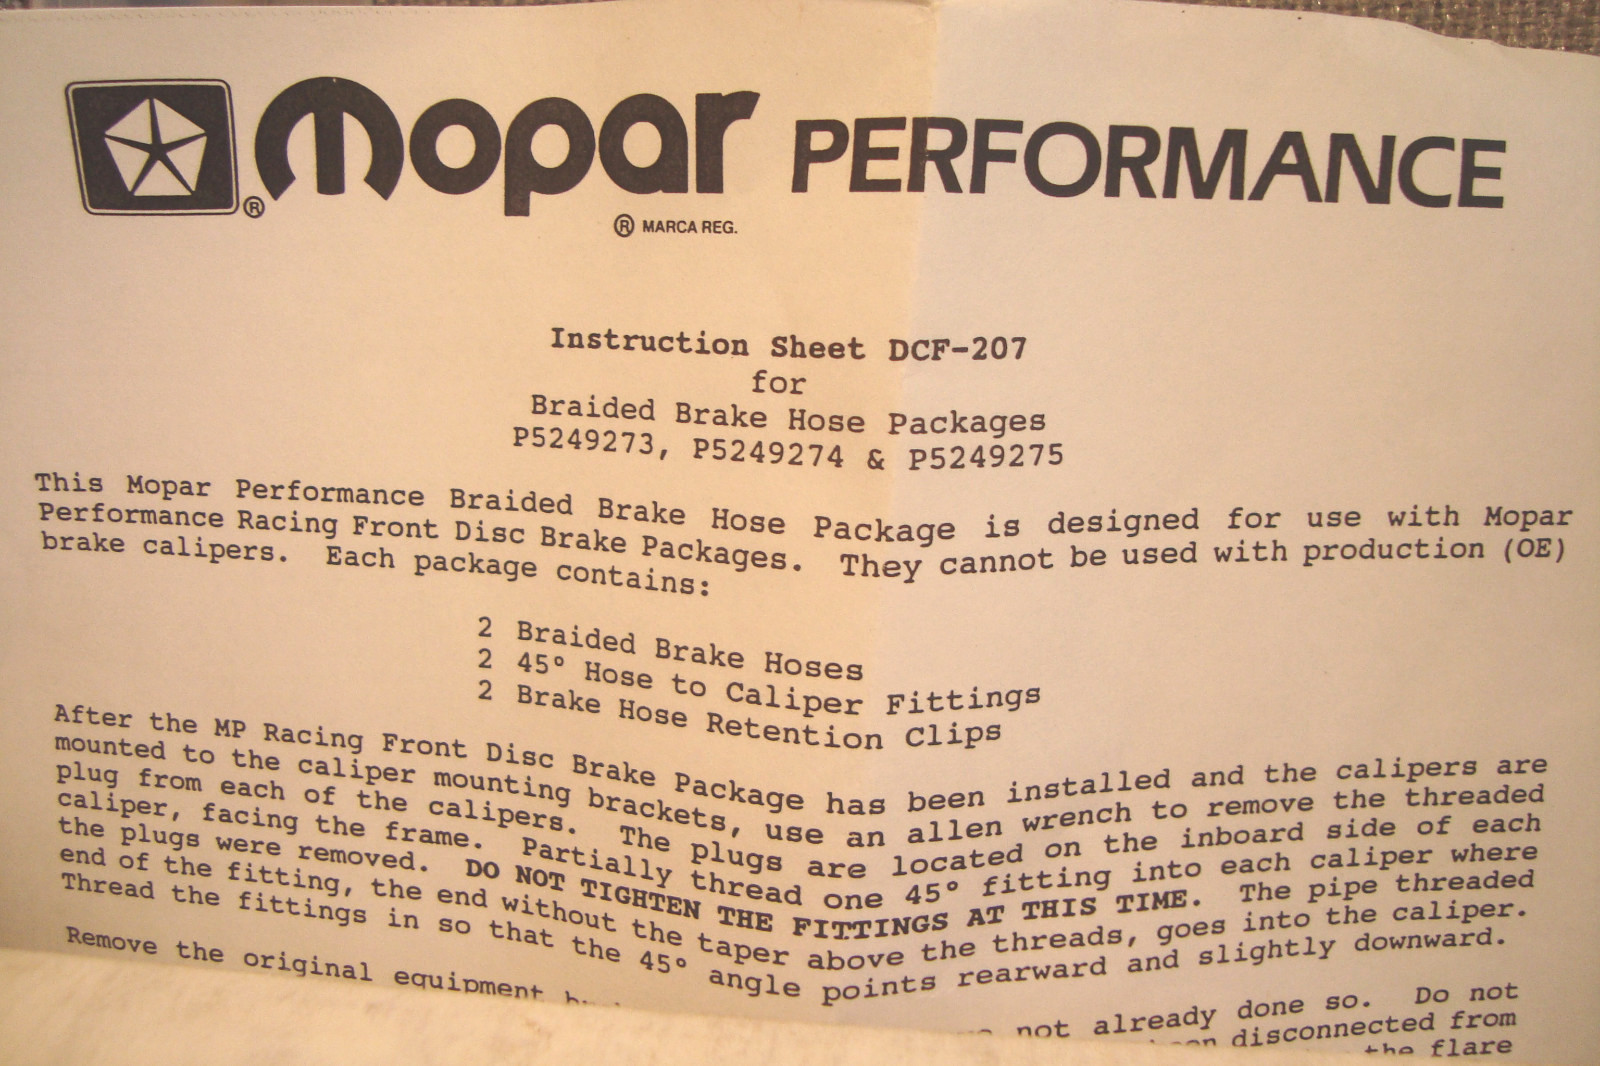 ® mopar PERFORMANCE
® MARCA REG.
Instruction Sheet DCF-207
for
Braided Brake Hose Packages
P5249273, P5249274 & P5249275
This Mopar Performance Braided Brake Hose Package is designed for use with Mopar
Performance Racing Front Disc Brake Packages. They cannot be used with production (OE)
brake calipers. Each package contains:
2 Braided Brake Hoses
2 45° Hose to Caliper Fittings
2 Brake Hose Retention Clips
After the MP Racing Front Disc Brake Package has been installed and the calipers are
mounted to the caliper mounting brackets, use an allen wrench to remove the threaded
plug from each of the calipers. The plugs are located on the inboard side of each
caliper, facing the frame. Partially thread one 45° fitting into each caliper where
the plugs were removed. DO NOT TIGHTEN THE FITTINGS AT THIS TIME. The pipe threaded
end of the fitting, the end without the taper above the threads, goes into the caliper.
Thread the fittings in so that the 45° angle points rearward and slightly downward.
Remove the original equipment not already done so. Do not
disconnected from
the flare